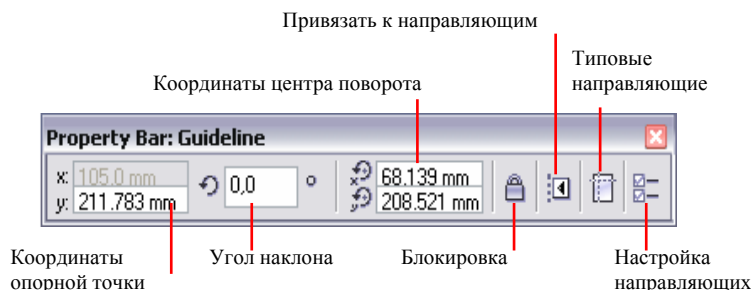 Привязать к направляющим
Типовые
направляющие
Координаты центра поворота
Property Bar: Guideline
x: 105.0 mm
y: 211.783 mm
0,0 °
x 68.139 mm
y 208.521 mm
Координаты
опорной точки
Угол наклона
Блокировка
Настройка
направляющих